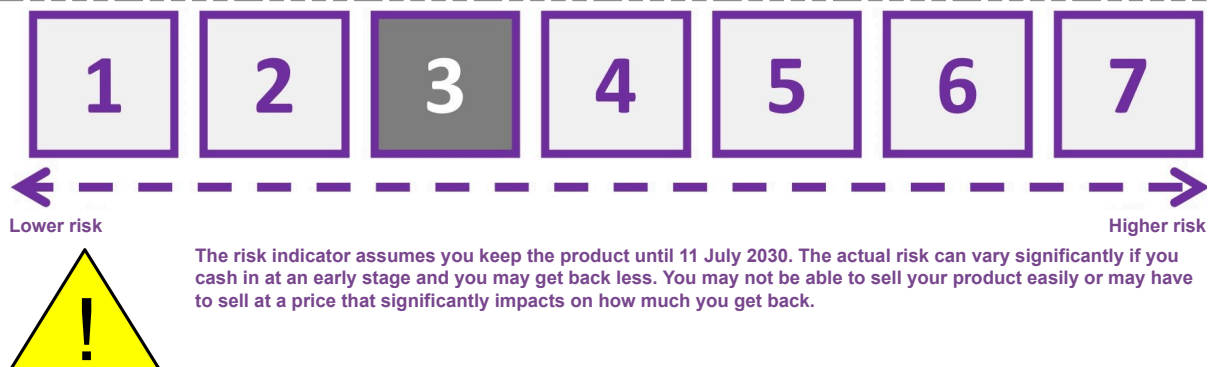 1 2 3 4 5 6 7
Lower risk Higher risk
The risk indicator assumes you keep the product until 11 July 2030. The actual risk can vary significantly if you
cash in at an early stage and you may get back less. You may not be able to sell your product easily or may have
to sell at a price that significantly impacts on how much you get back.
!